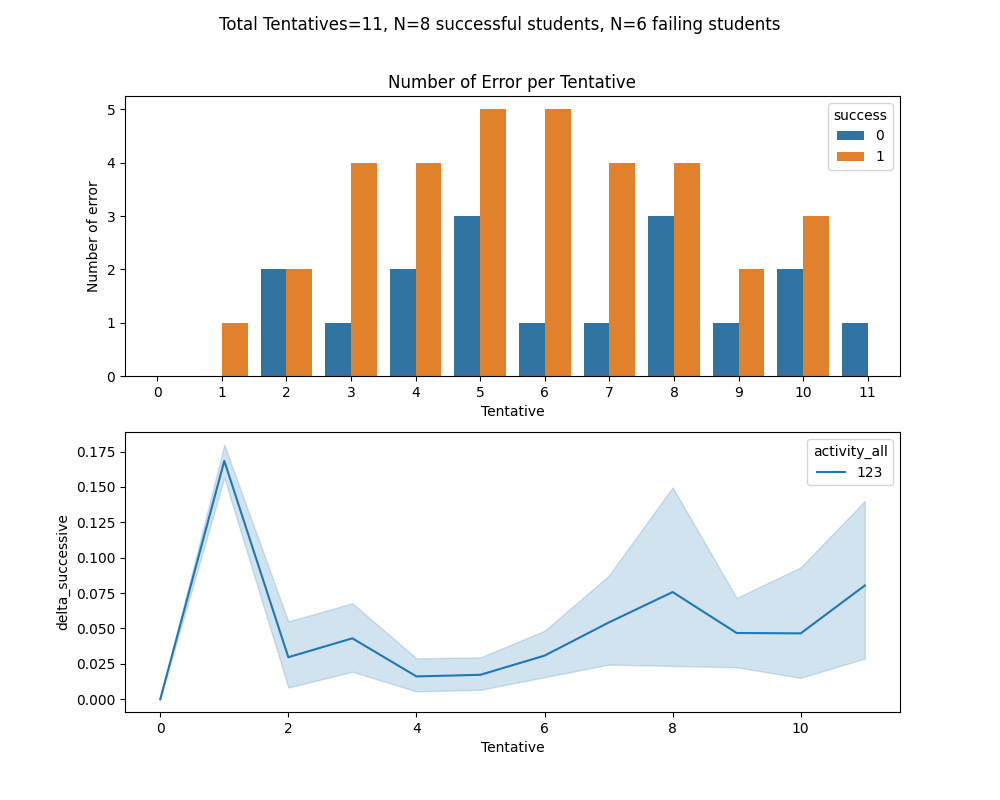 Total Tentatives=11, N=8 successful students, N=6 failing students
Number of Error per Tentative
Number of error
5
4
3
2
1
0
success
0
1
0 1 2 3 4 5 6 7 8 9 10 11
Tentative
delta_successive
0.175
0.150
0.125
0.100
0.075
0.050
0.025
0.000
activity_all
123
0 2 4 6 8 10
Tentative